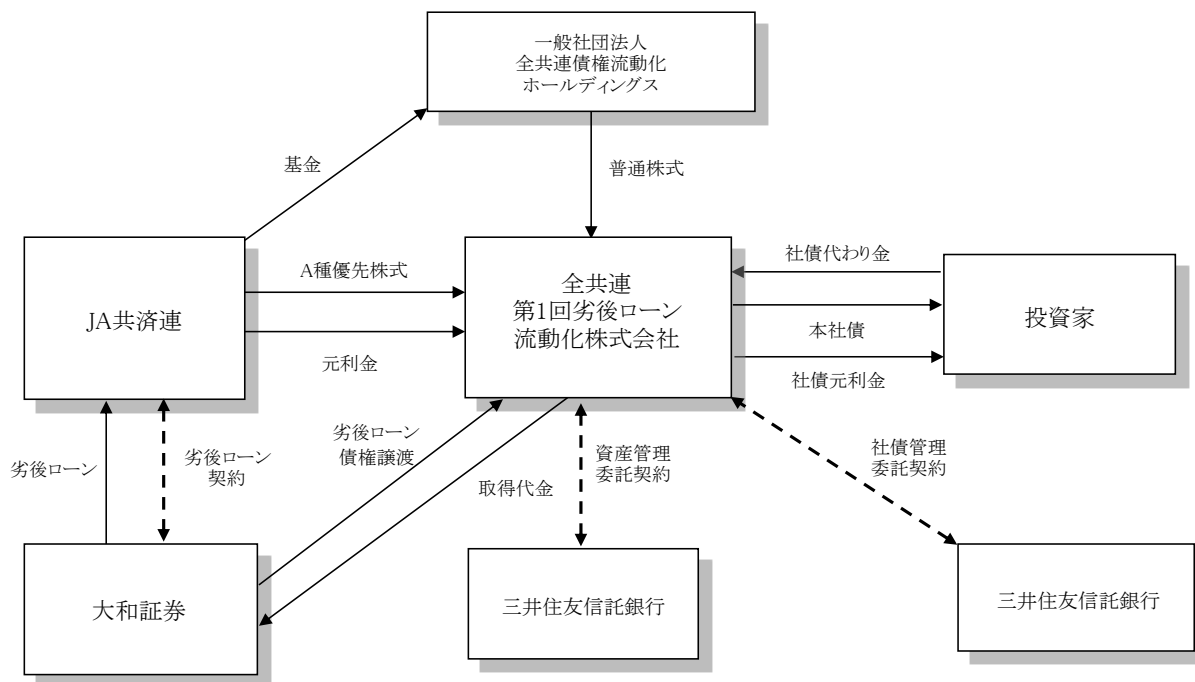 一般社団法人
全共連債権流動化
ホールディングス
基金
普通株式
JA共済連
A種優先株式
元利金
全共連
第1回劣後ローン
流動化株式会社
社債代わり金
本社債
社債元利金
投資家
劣後ローン
劣後ローン
契約
劣後ローン
債権譲渡
取得代金
資産管理
委託契約
社債管理
委託契約
大和証券
三井住友信託銀行
三井住友信託銀行